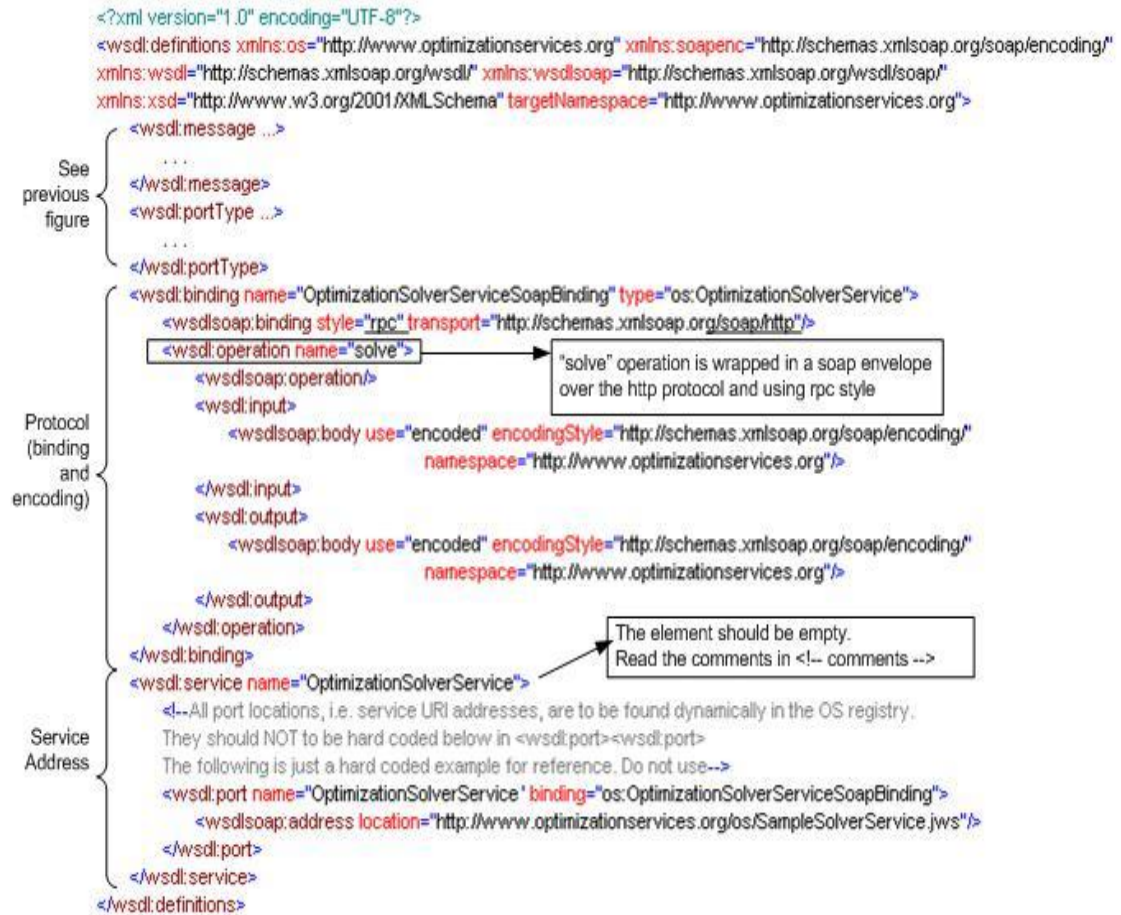 <?xml version="1.0" encoding="UTF-8"?>
<wsdl:definitions xmlns:os="http://www.optimizationservices.org" xmlns:soapenc="http://schemas.xmlsoap.org/soap/encoding/"
xmlns:wsdl="http://schemas.xmlsoap.org/wsdl/" xmlns:wsdlsoap="http://schemas.xmlsoap.org/wsdl/soap/"
xmlns:xsd="http://www.w3.org/2001/XMLSchema" targetNamespace="http://www.optimizationservices.org">
<wsdl:message ...>
. . .
</wsdl:message>
<wsdl:portType ...>
. . .
</wsdl:portType>
See
previous
figure
<wsdl:binding name="OptimizationSolverServiceSoapBinding" type="os:OptimizationSolverService">
<wsdlsoap:binding style="rpc" transport="http://schemas.xmlsoap.org/soap/http"/>
<wsdl:operation name="solve">
"solve" operation is wrapped in a soap envelope
over the http protocol and using rpc style
<wsdlsoap:operation/>
<wsdl:input>
<wsdlsoap:body use="encoded" encodingStyle="http://schemas.xmlsoap.org/soap/encoding/"
namespace="http://www.optimizationservices.org"/>
</wsdl:input>
<wsdl:output>
<wsdlsoap:body use="encoded" encodingStyle="http://schemas.xmlsoap.org/soap/encoding/"
namespace="http://www.optimizationservices.org"/>
</wsdl:output>
</wsdl:operation>
</wsdl:binding>
Protocol
(binding
and
encoding)
The element should be empty.
Read the comments in <!-- comments -->
<wsdl:service name="OptimizationSolverService">
<!--All port locations, i.e. service URI addresses, are to be found dynamically in the OS registry.
They should NOT to be hard coded below in <wsdl:port><wsdl:port>
The following is just a hard coded example for reference. Do not use-->
<wsdl:port name="OptimizationSolverService' binding="os:OptimizationSolverServiceSoapBinding">
<wsdlsoap:address location="http://www.optimizationservices.org/os/SampleSolverService.jws"/>
</wsdl:port>
</wsdl:service>
Service
Address
</wsdl:definitions>